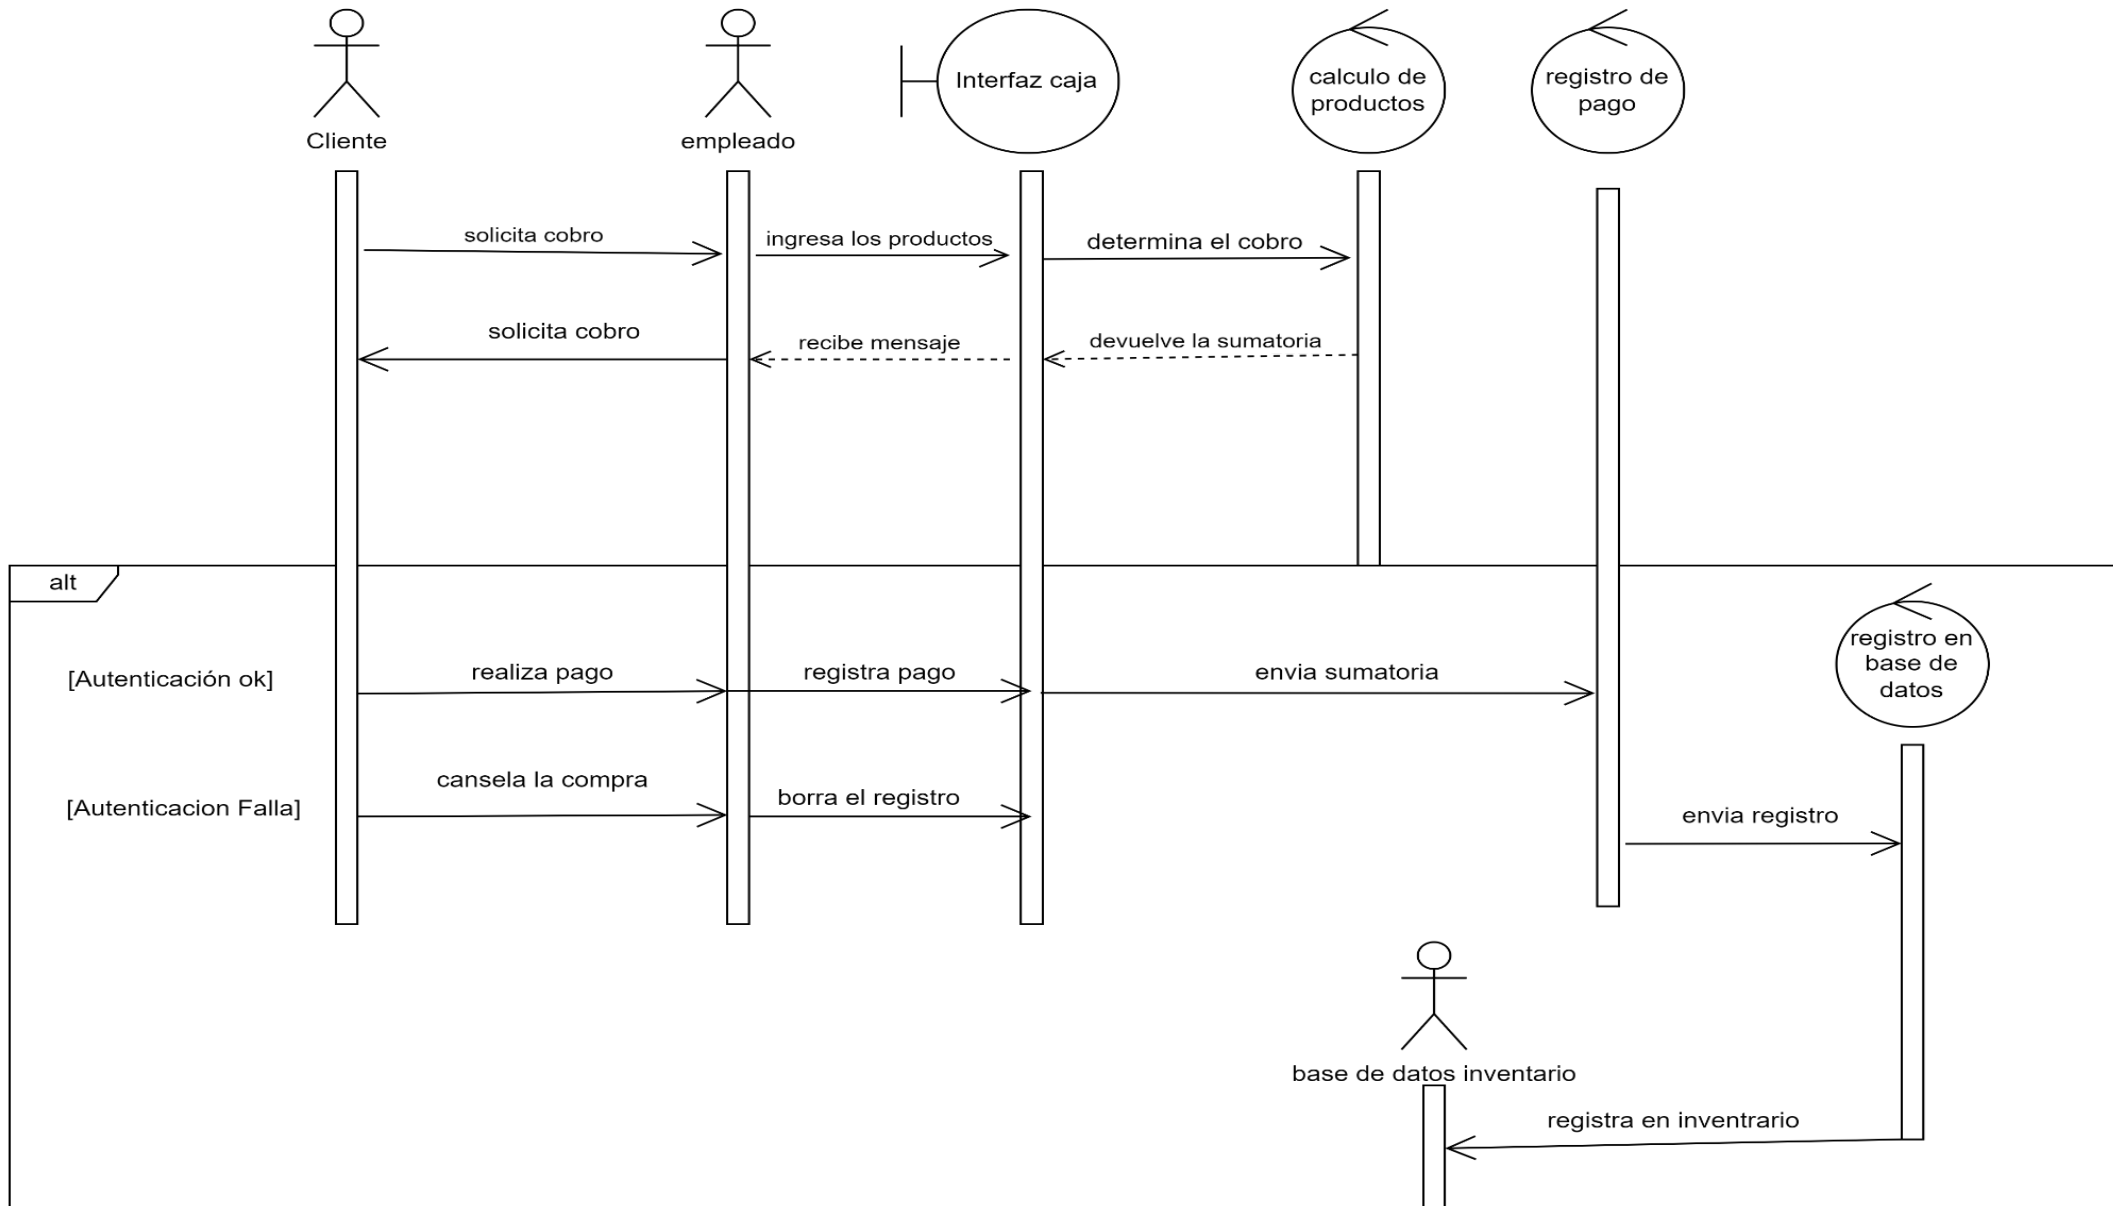 Cliente
empleado
Interfaz caja
calculo de
productos
registro de
pago
solicita cobro
ingresa los productos
determina el cobro
solicita cobro
recibe mensaje
devuelve la sumatoria
alt
registro en
base de
datos
[Autenticación ok]
realiza pago
registra pago
envia sumatoria
[Autenticacion Falla]
cansela la compra
borra el registro
envia registro
base de datos inventario
registra en inventrario